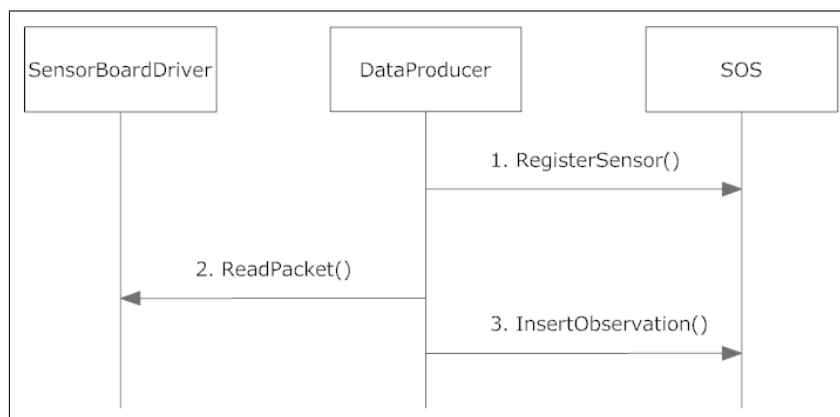 SensorBoardDriver
DataProducer
SOS
1. RegisterSensor()
2. ReadPacket()
3. InsertObservation()